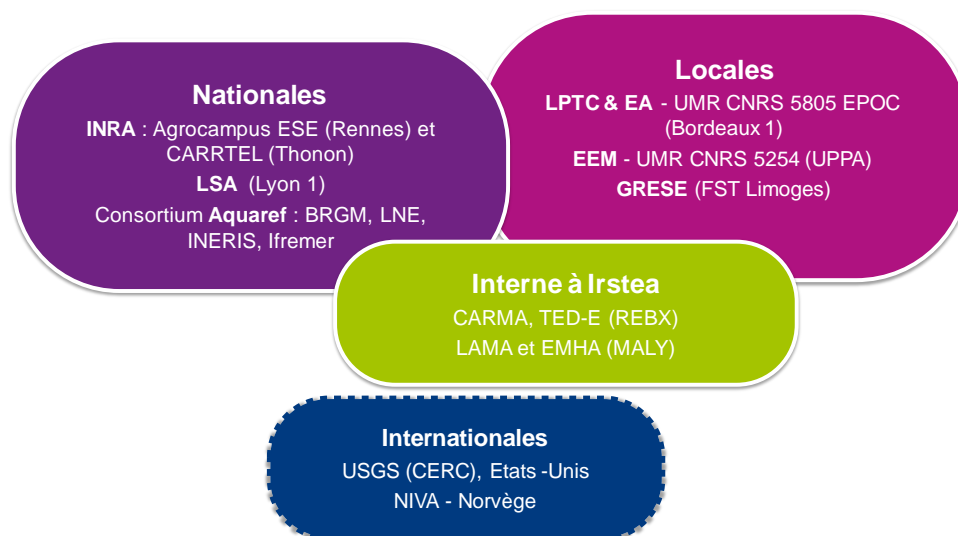 Nationales
INRA : Agrocampus ESE (Rennes) et
CARRTEL (Thonon)
LSA (Lyon 1)
Consortium Aquaref : BRGM, LNE,
INERIS, Ifremer
Locales
LPTC & EA - UMR CNRS 5805 EPOC
(Bordeaux 1)
EEM - UMR CNRS 5254 (UPPA)
GRESE (FST Limoges)
Interne à Irstea
CARMA, TED-E (REBX)
LAMA et EMHA (MALY)
Internationales
USGS (CERC), Etats -Unis
NIVA - Norvège